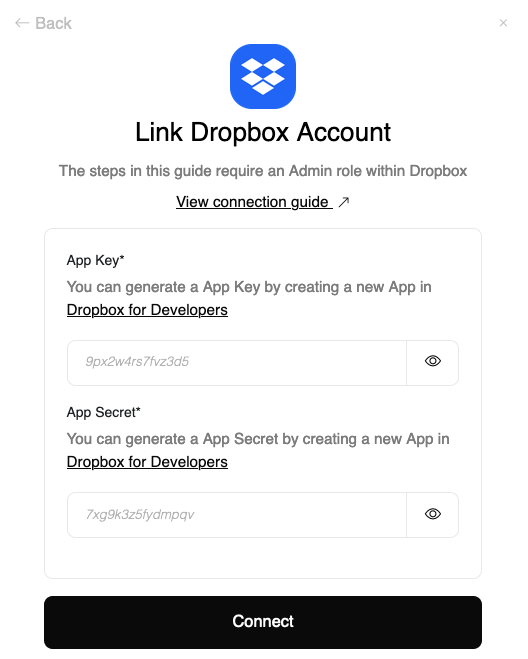 ← Back
×
Link Dropbox Account
The steps in this guide require an Admin role within Dropbox
View connection guide ↗
App Key*
You can generate a App Key by creating a new App in
Dropbox for Developers
9px2w4rs7fvz3d5
App Secret*
You can generate a App Secret by creating a new App in
Dropbox for Developers
7xg9k3z5fydmpqv
Connect